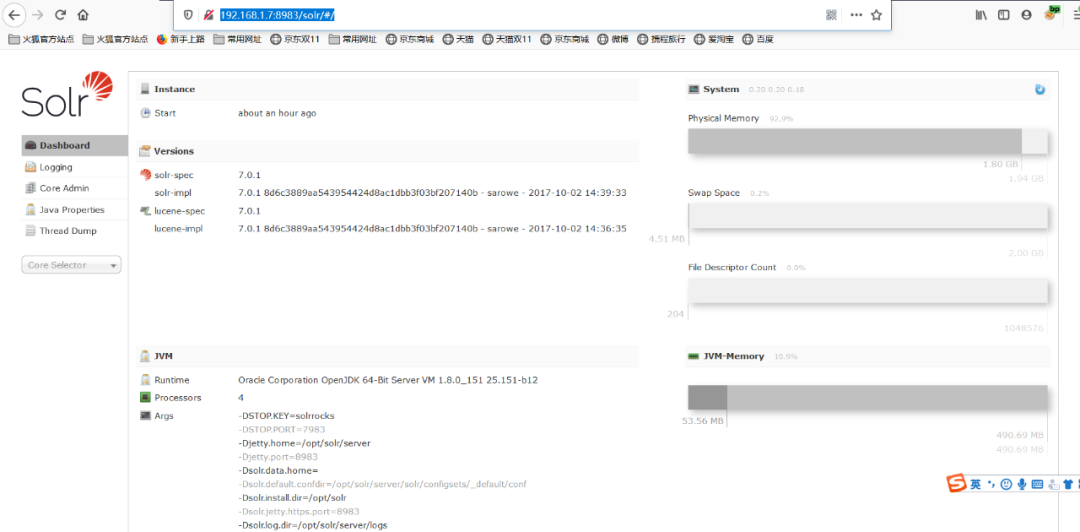 192.168.1.7:8983/solr/#/
火狐官方站点 火狐官方站点 新手上路 常用网址 京东双11 常用网址 京东商城 天猫 天猫双11 京东商城 微博 携程旅行 爱淘宝 百度
Solr
Dashboard
Logging
Core Admin
Java Properties
Thread Dump
Core Selector
Instance
Start about an hour ago
Versions
solr-spec 7.0.1
solr-impl 7.0.1 8d6c3889aa543954424d8ac1dbb3f03bf207140b - sarowe - 2017-10-02 14:39:33
lucene-spec 7.0.1
lucene-impl 7.0.1 8d6c3889aa543954424d8ac1dbb3f03bf207140b - sarowe - 2017-10-02 14:36:35
System 0.20 0.20 0.18
Physical Memory 92.9%
1.80 GB
1.94 GB
Swap Space 0.2%
4.51 MB
2.00 GB
File Descriptor Count 0.0%
204
1048576
JVM
Runtime Oracle Corporation OpenJDK 64-Bit Server VM 1.8.0_151 25.151-b12
Processors 4
Args -DSTOP.KEY=solrrocks
-DSTOP.PORT=7983
-Djetty.home=/opt/solr/server
-Djetty.port=8983
-Dsolr.data.home=
-Dsolr.default.confdir=/opt/solr/server/solr/configsets/_default/conf
-Dsolr.install.dir=/opt/solr
-Dsolr.jetty.https.port=8983
-Dsolr.log.dir=/opt/solr/server/logs
JVM-Memory 10.9%
53.56 MB
490.69 MB
490.69 MB
英